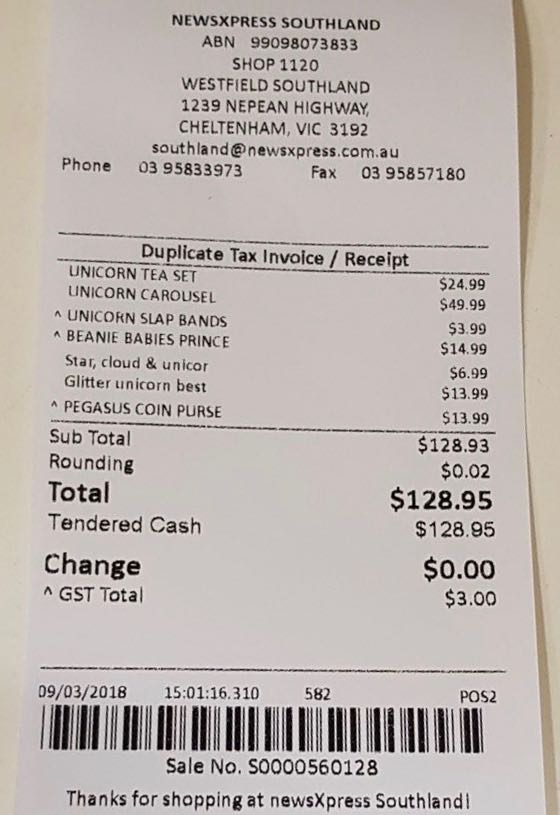 NEWSXPRESS SOUTHLAND
ABN 99098073833
SHOP 1120
WESTFIELD SOUTHLAND
1239 NEPEAN HIGHWAY,
CHELTENHAM, VIC 3192
southland@newsxpress.com.au
Phone 03 95833973 Fax 03 95857180
Duplicate Tax Invoice / Receipt
UNICORN TEA SET $24.99
UNICORN CAROUSEL $49.99
^ UNICORN SLAP BANDS $3.99
^ BEANIE BABIES PRINCE $14.99
Star, cloud & unicor $6.99
Glitter unicorn best $13.99
^ PEGASUS COIN PURSE $13.99
Sub Total $128.93
Rounding $0.02
Total $128.95
Tendered Cash $128.95
Change $0.00
^ GST Total $3.00
09/03/2018 15:01:16.310 582 POS2
Sale No. S0000560128
Thanks for shopping at newsXpress Southland!